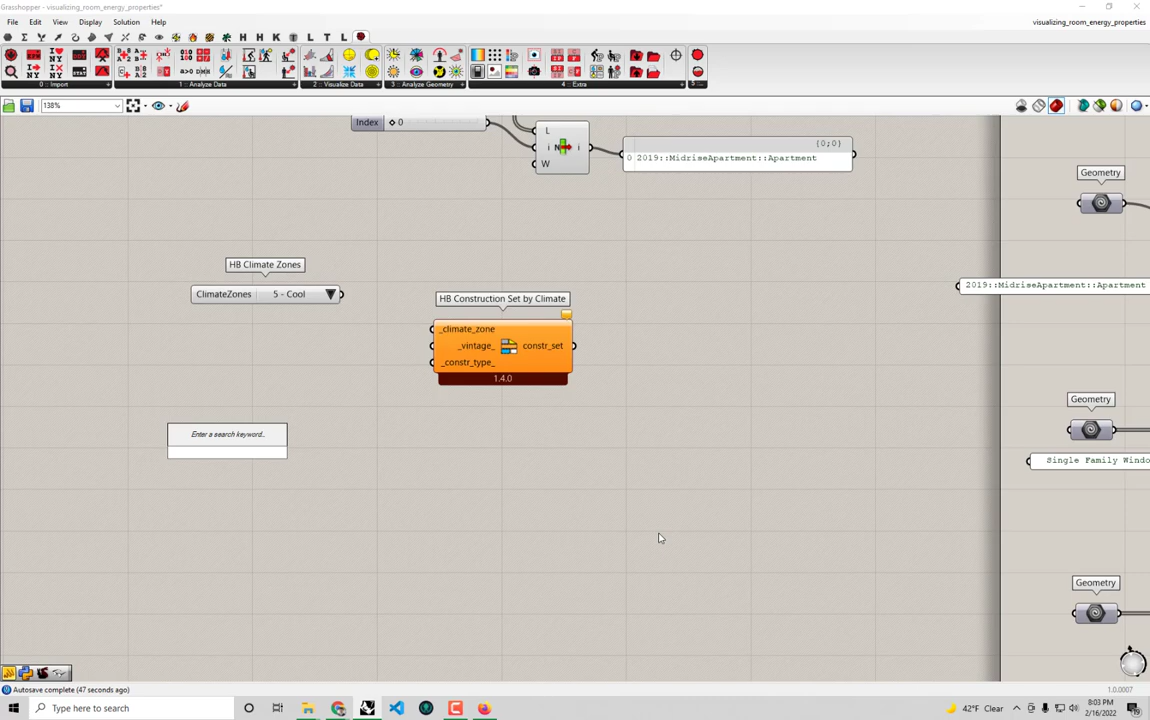 Grasshopper - visualizing_room_energy_properties*
File Edit View Display Solution Help
visualizing_room_energy_properties
H H K L T L
0 :: Import
1 :: Analyze Data
2 :: Visualize Data
3 :: Analyze Geometry
4 :: Extra
138%
Index 0
L
i
W
i
{0;0}
0 2019::MidriseApartment::Apartment
Geometry
HB Climate Zones
ClimateZones 5 - Cool
2019::MidriseApartment::Apartment
HB Construction Set by Climate
_climate_zone
_vintage_
_constr_type_
constr_set
1.4.0
Geometry
Enter a search keyword...
Single Family Windo
Geometry
Autosave complete (47 seconds ago)
1.0.0007
Type here to search
42°F Clear
8:03 PM
2/16/2022